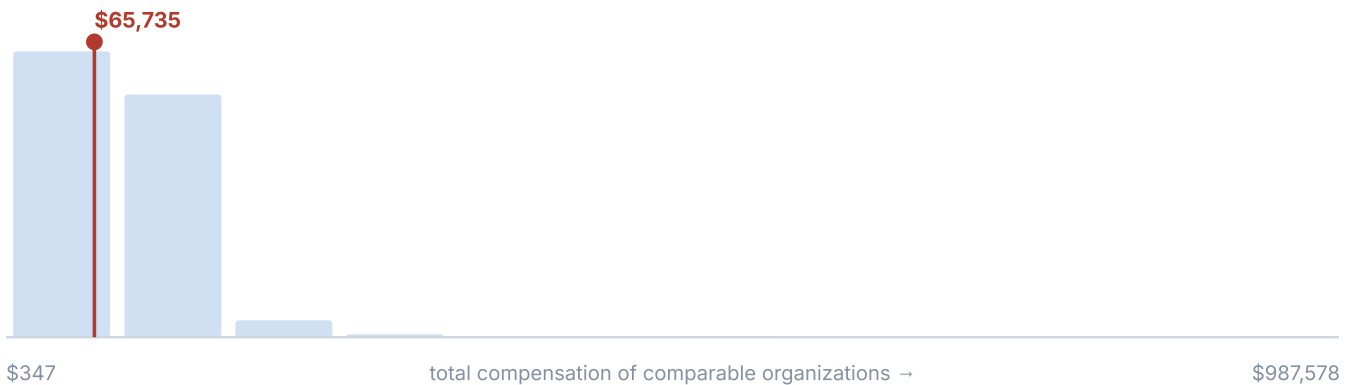 $65,735
$347 total compensation of comparable organizations → $987,578